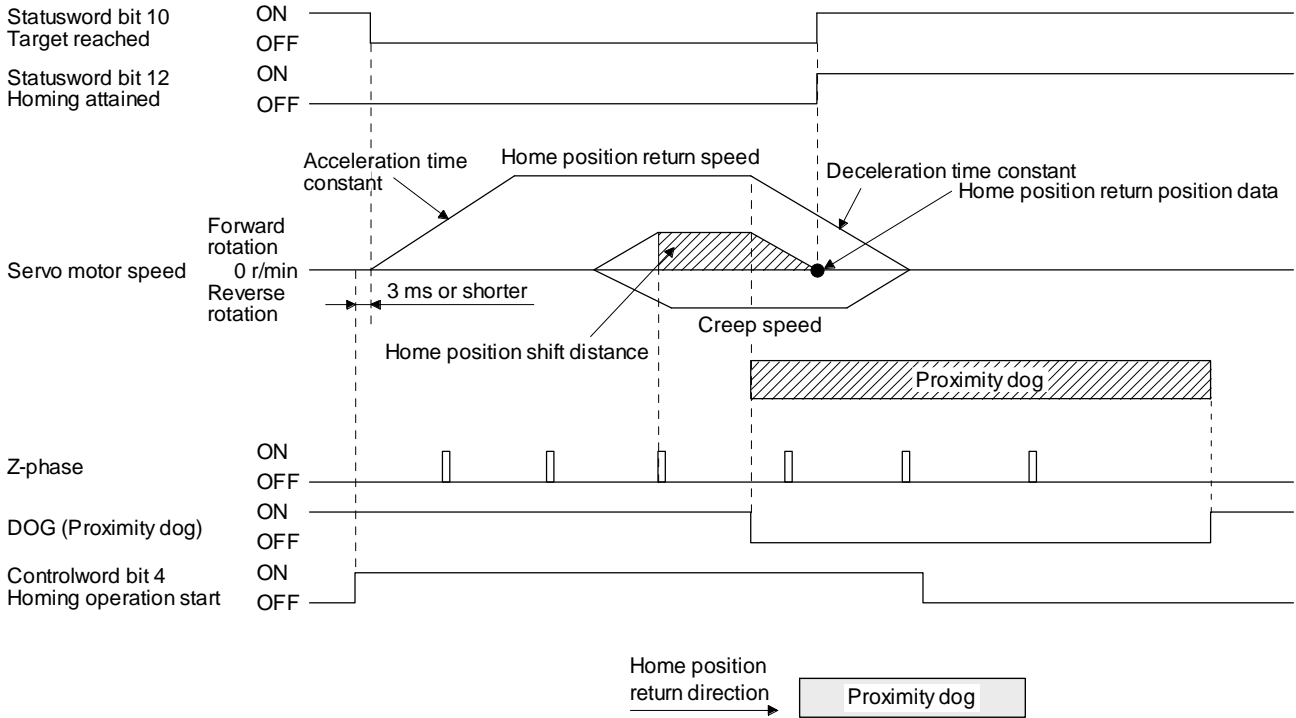 Statusword bit 10
Target reached
ON
OFF
Statusword bit 12
Homing attained
ON
OFF
Acceleration time
constant
Home position return speed
Deceleration time constant
Home position return position data
Forward
rotation
Servo motor speed
0 r/min
Reverse
rotation
3 ms or shorter
Creep speed
Home position shift distance
Proximity dog
Z-phase
ON
OFF
DOG (Proximity dog)
ON
OFF
Controlword bit 4
Homing operation start
ON
OFF
Home position
return direction
Proximity dog